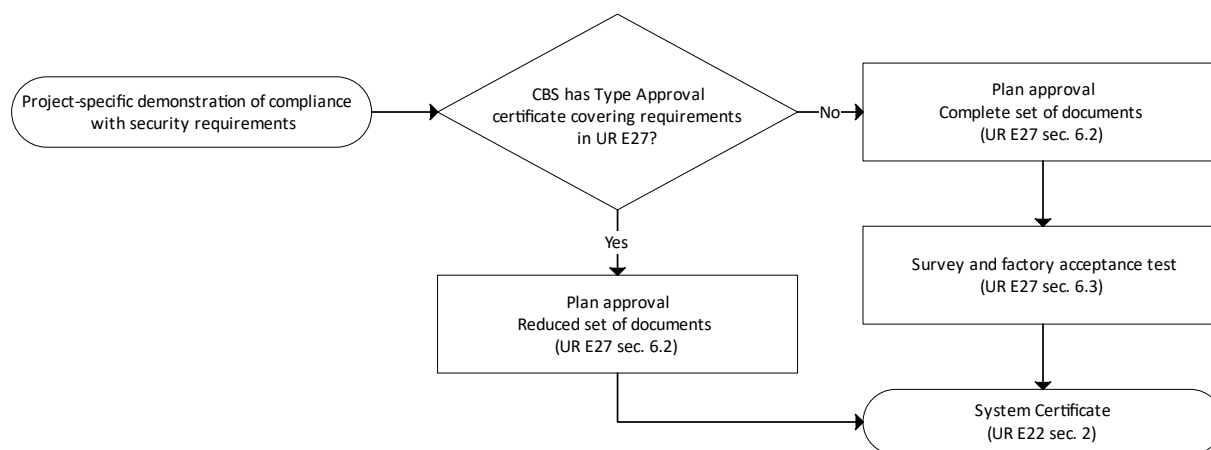 Project-specific demonstration of compliance
with security requirements
CBS has Type Approval
certificate covering requirements
in UR E27?
No
Plan approval
Complete set of documents
(UR E27 sec. 6.2)
Yes
Survey and factory acceptance test
(UR E27 sec. 6.3)
Plan approval
Reduced set of documents
(UR E27 sec. 6.2)
System Certificate
(UR E22 sec. 2)